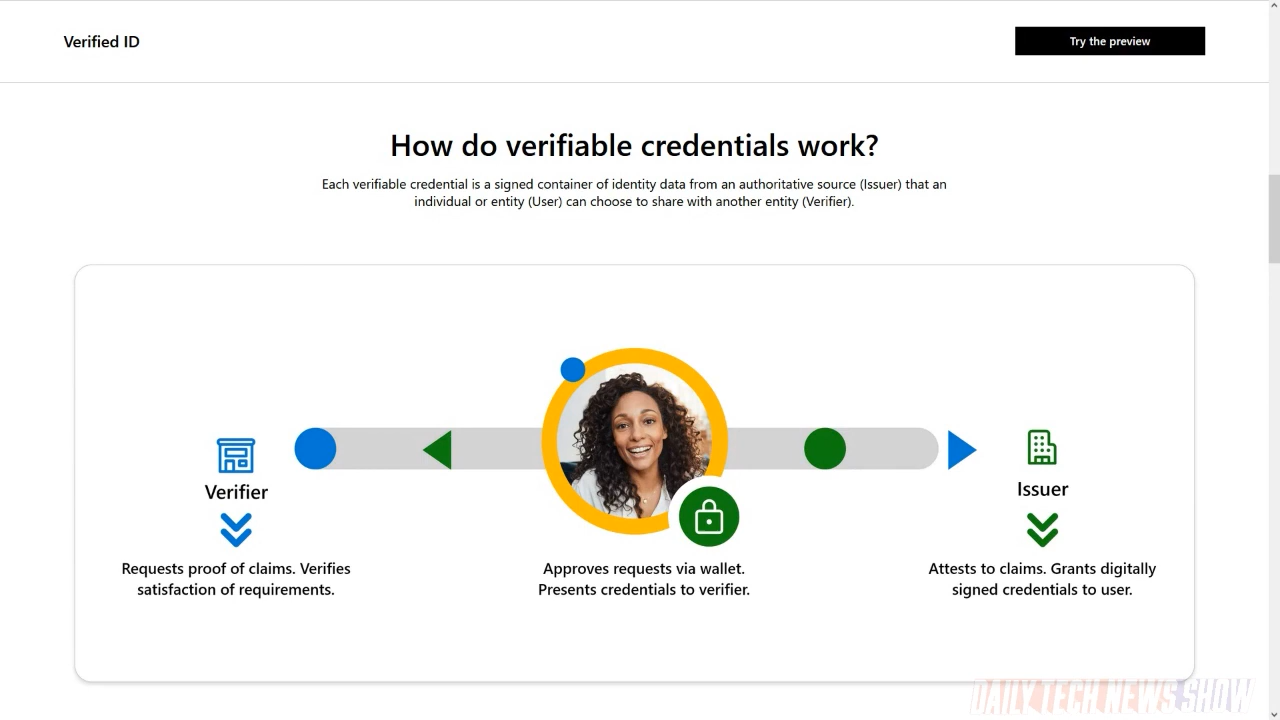 Verified ID
Try the preview
How do verifiable credentials work?
Each verifiable credential is a signed container of identity data from an authoritative source (Issuer) that an
individual or entity (User) can choose to share with another entity (Verifier).
Verifier
Requests proof of claims. Verifies
satisfaction of requirements.
Approves requests via wallet.
Presents credentials to verifier.
Issuer
Attests to claims. Grants digitally
signed credentials to user.
DAILY TECH NEWS SHOW